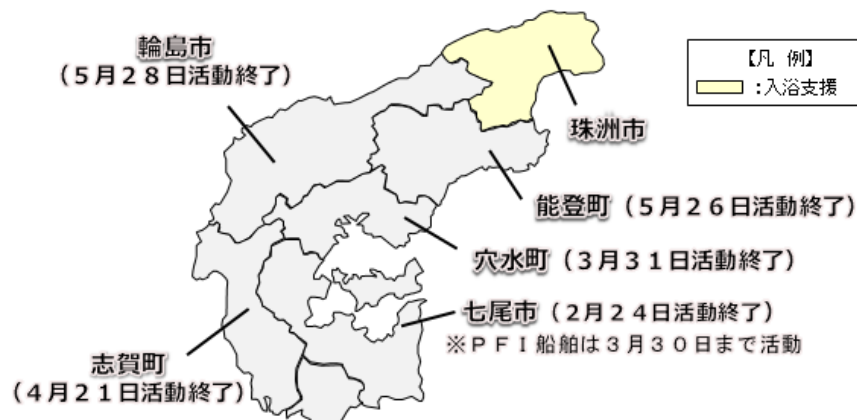 輪島市
（５月２８日活動終了）
【凡 例】
：入浴支援
珠洲市
能登町（５月２６日活動終了）
穴水町（３月３１日活動終了）
七尾市（２月２４日活動終了）
※ＰＦＩ船舶は３月３０日まで活動
志賀町
（４月２１日活動終了）